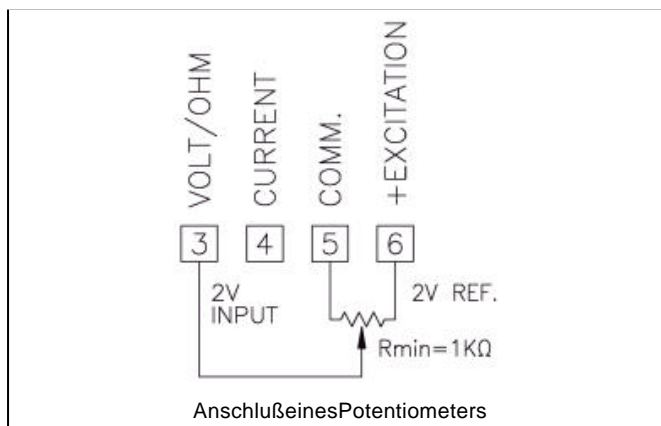 VOLT/OHM
CURRENT
COMM.
+EXCITATION
3
4
5
6
2V
INPUT
2V REF.
Rmin=1KΩ
AnschlußeinesPotentiometers